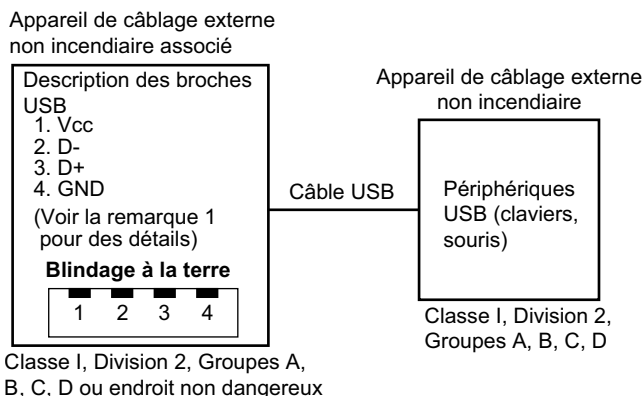 Appareil de câblage externe
non incendiaire associé
Description des broches
USB
1. Vcc
2. D-
3. D+
4. GND
(Voir la remarque 1
pour des détails)
Blindage à la terre
1 2 3 4
Classe I, Division 2, Groupes A,
B, C, D ou endroit non dangereux
Câble USB
Appareil de câblage externe
non incendiaire
Périphériques
USB (claviers,
souris)
Classe I, Division 2,
Groupes A, B, C, D